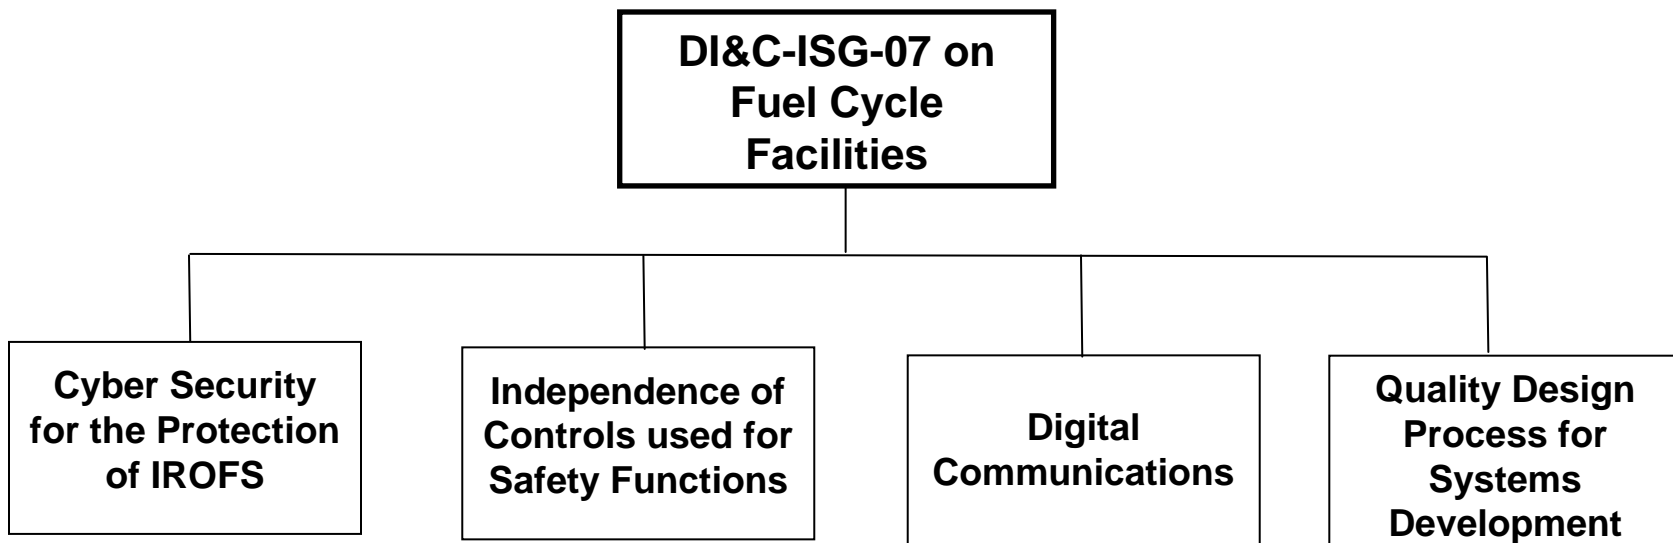 DI&C-ISG-07 on
Fuel Cycle
Facilities
Cyber Security
for the Protection
of IROFS
Independence of
Controls used for
Safety Functions
Digital
Communications
Quality Design
Process for
Systems
Development